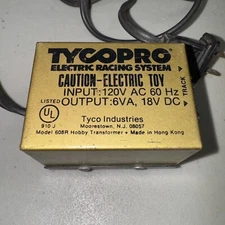 TYCOPRO
ELECTRIC RACING SYSTEM
CAUTION-ELECTRIC TOY
INPUT:120V AC 60 Hz
OUTPUT:6VA, 18V DC
TRACK
LISTED
UL
910 J
Tyco Industries
Moorestown, N.J. 08057
Model 608R Hobby Transformer • Made in Hong Kong